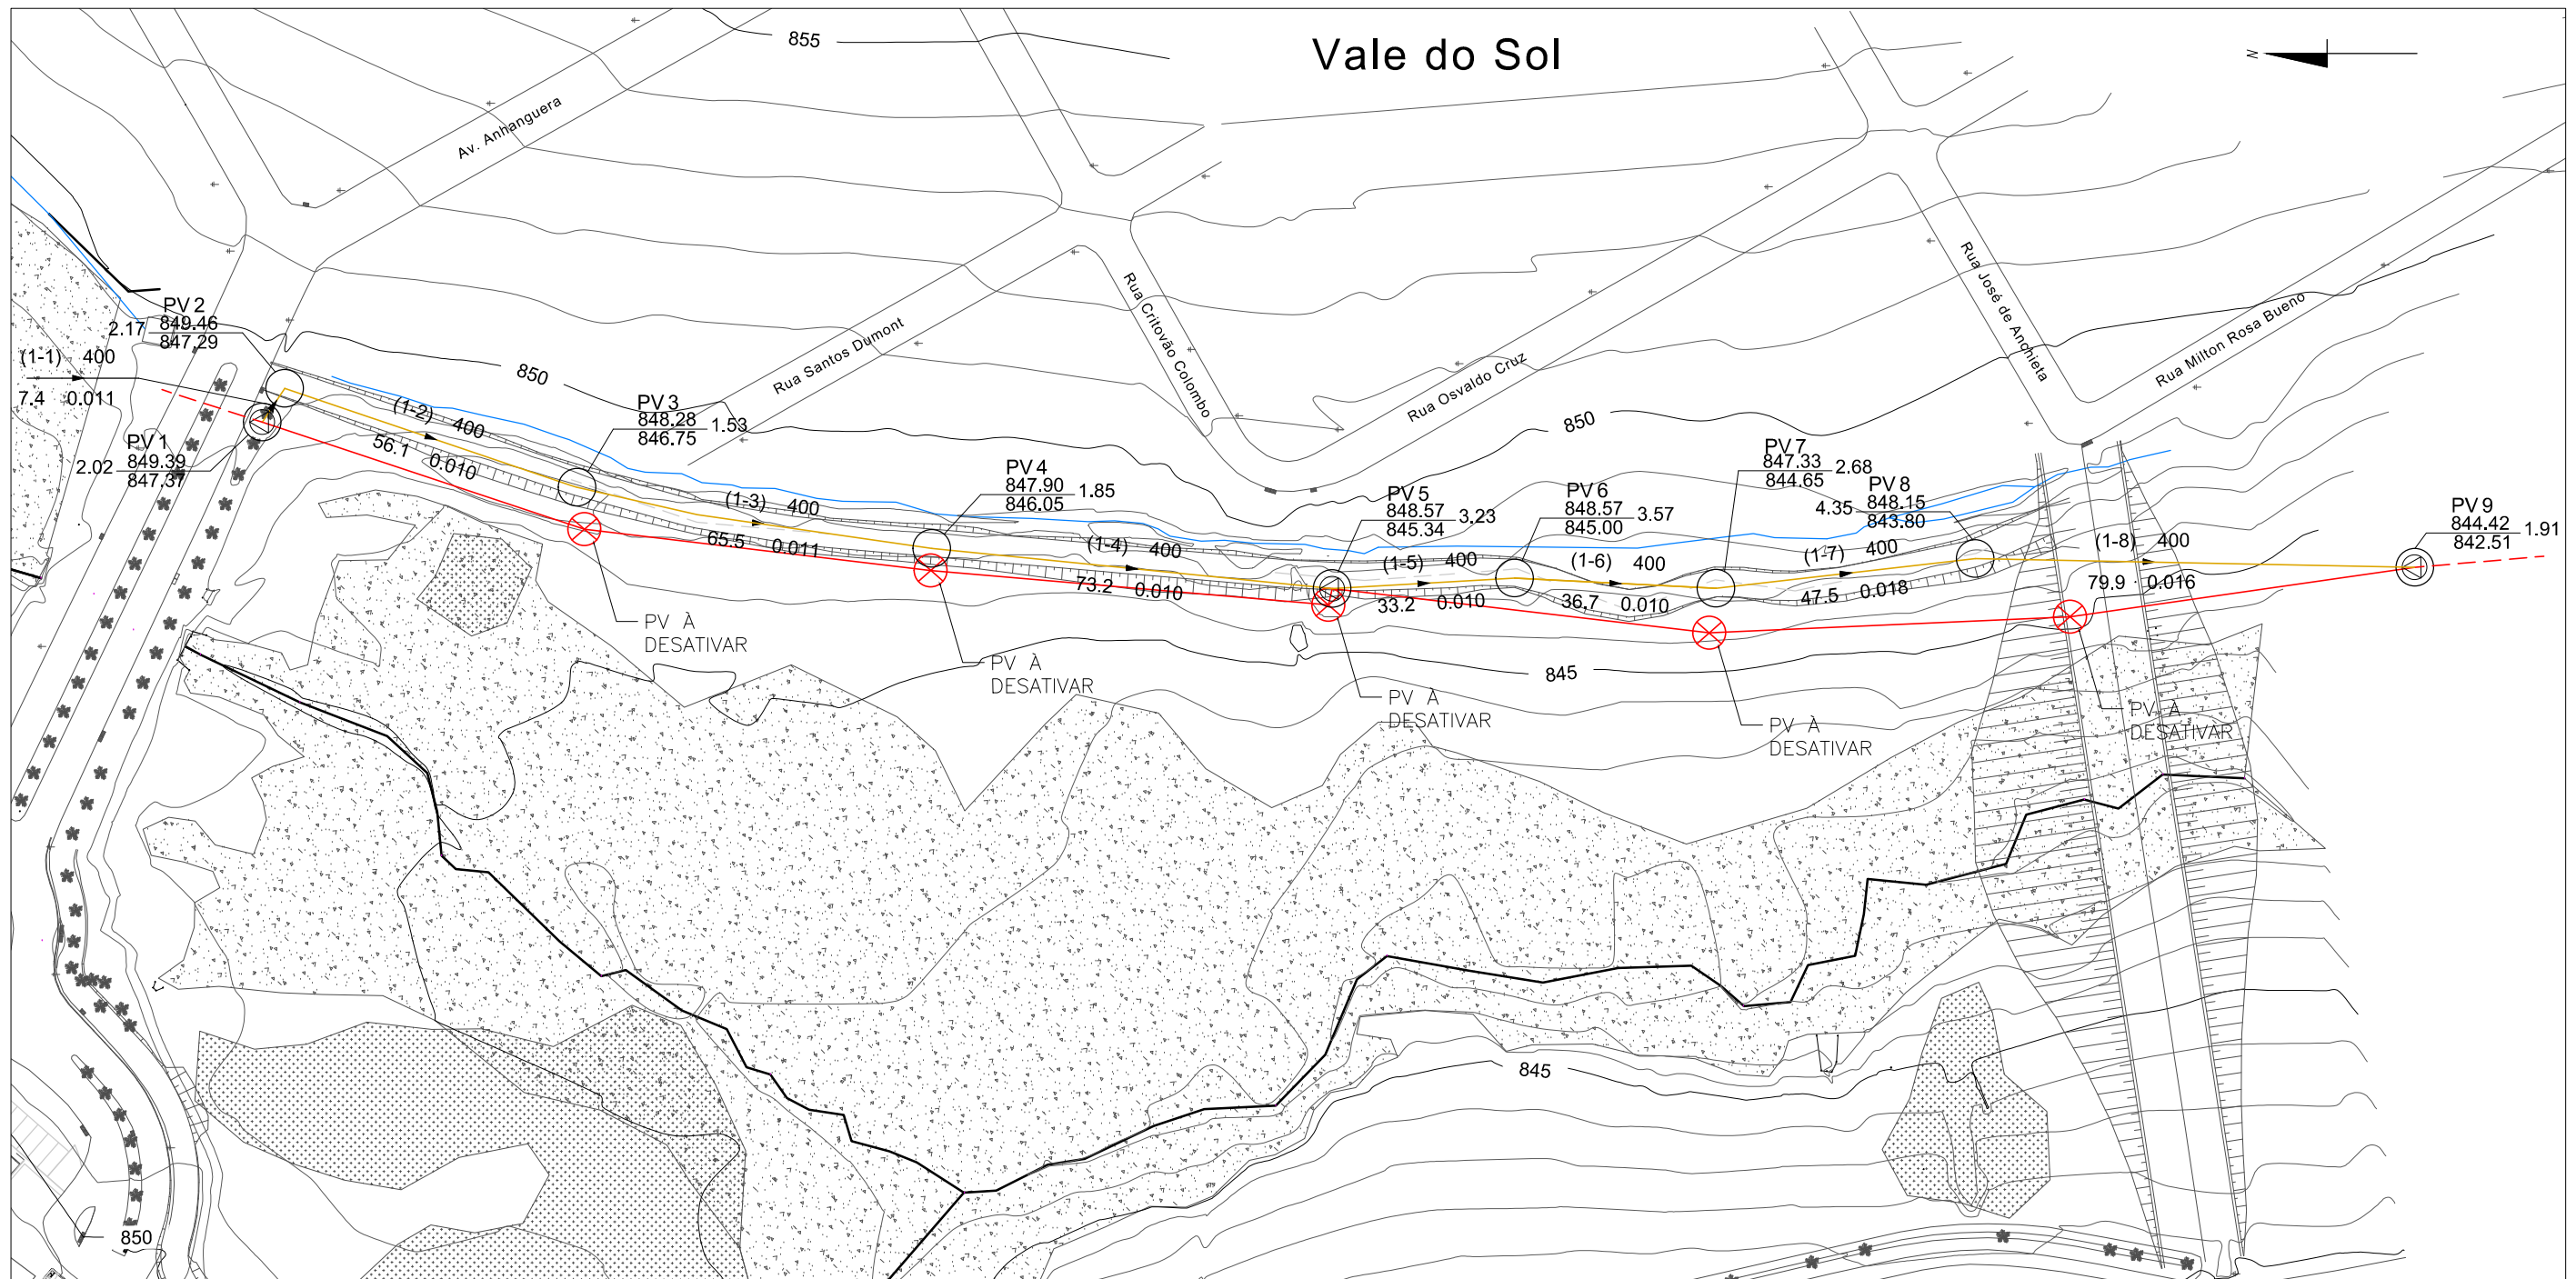 Vale do Sol
N
855
Av. Anhanguera
PV 2
849.46
847.29
2.17
(1-1) 400
7.4 0.011
PV 1
849.39
847.37
2.02
850
(1-2) 400
56.1 0.010
PV 3
848.28
846.75
1.53
Rua Santos Dumont
Rua Critovão Colombo
Rua Osvaldo Cruz
Rua José de Anchieta
Rua Milton Rosa Bueno
850
(1-3) 400
65.5 0.011
PV 4
847.90
846.05
1.85
(1-4) 400
73.2 0.010
PV 5
848.57
845.34
3.23
(1-5) 400
33.2 0.010
PV 6
848.57
845.00
3.57
(1-6) 400
36.7 0.010
PV 7
847.33
844.65
2.68
(1-7) 400
47.5 0.018
PV 8
848.15
843.80
4.35
(1-8) 400
79.9 0.016
PV 9
844.42
842.51
1.91
PV À
DESATIVAR
PV À
DESATIVAR
PV À
DESATIVAR
PV À
DESATIVAR
PV À
DESATIVAR
845
845
850